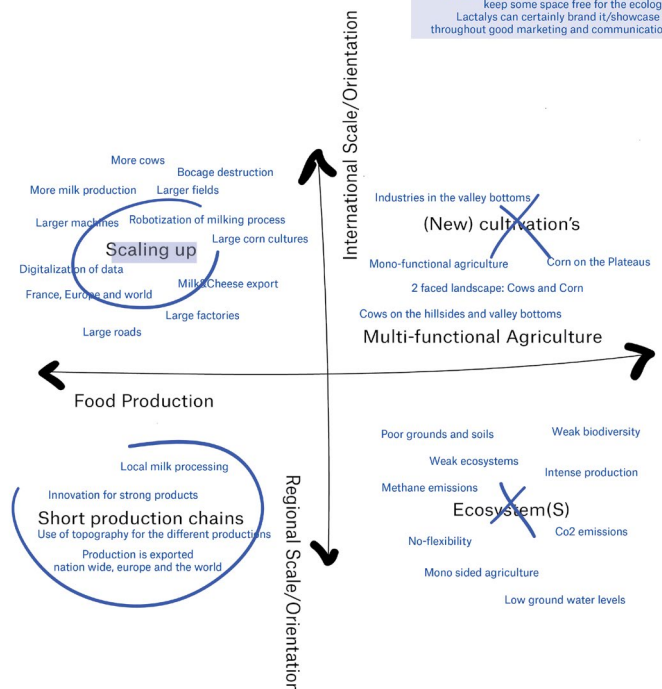 keep some space free for the ecolog
Lactalys can certainly brand it/showcase
throughout good marketing and communicatio
International Scale/Orientation
More cows
Bocage destruction
More milk production
Larger fields
Larger machines
Robotization of milking process
Scaling up
Large corn cultures
Digitalization of data
Milk&Cheese export
France, Europe and world
Large factories
Large roads
Industries in the valley bottoms
(New) cultivation's
Mono-functional agriculture
Corn on the Plateaus
2 faced landscape: Cows and Corn
Cows on the hillsides and valley bottoms
Multi-functional Agriculture
Food Production
Local milk processing
Innovation for strong products
Short production chains
Use of topography for the different productions
Production is exported
nation wide, europe and the world
Regional Scale/Orientation
Poor grounds and soils
Weak biodiversity
Weak ecosystems
Intense production
Methane emissions
Ecosystem(S)
Co2 emissions
No-flexibility
Mono sided agriculture
Low ground water levels